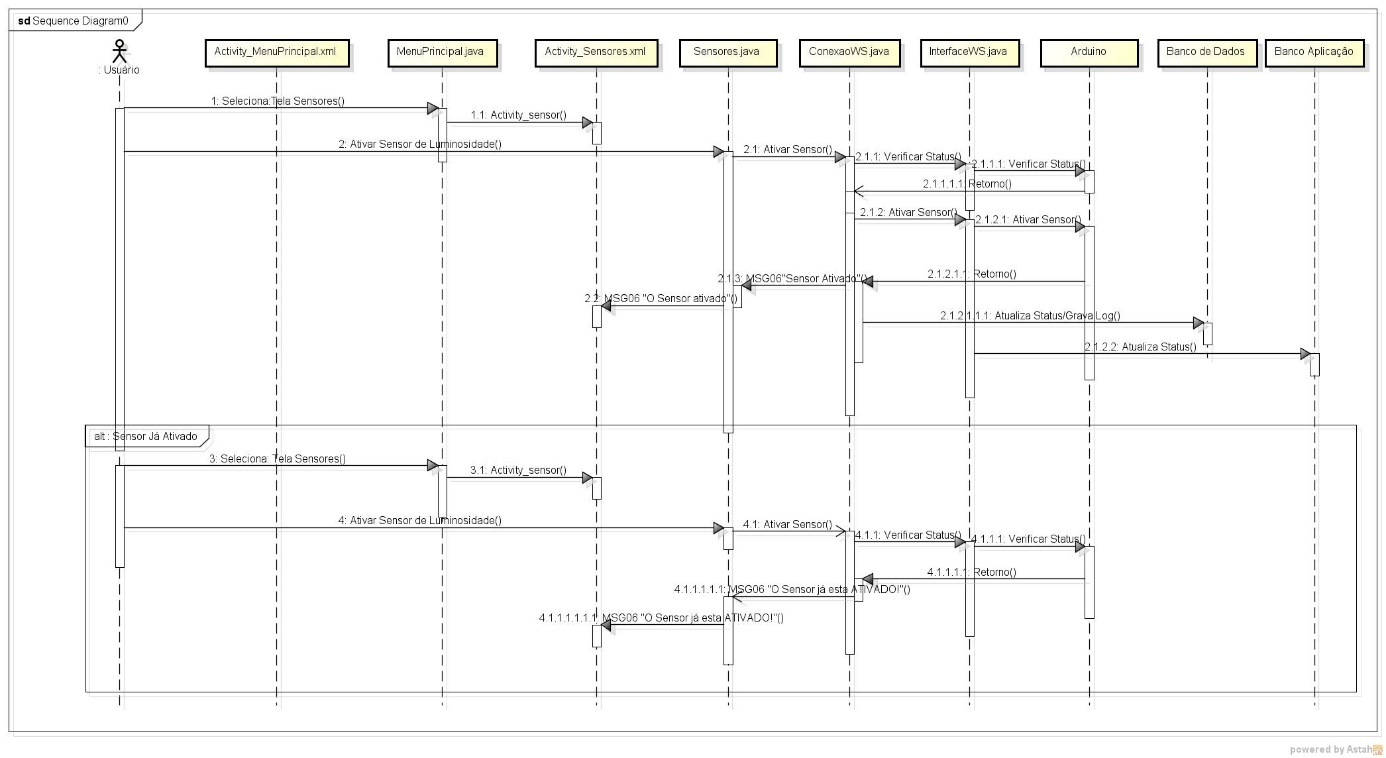 sd Sequence Diagram0
: Usuário
Activity_MenuPrincipal.xml
MenuPrincipal.java
Activity_Sensores.xml
Sensores.java
ConexaoWS.java
InterfaceWS.java
Arduino
Banco de Dados
Banco Aplicação
1: Seleciona:Tela Sensores()
1.1: Activity_sensor()
2: Ativar Sensor de Luminosidade()
2.1: Ativar Sensor()
2.1.1: Verificar Status()
2.1.1.1: Verificar Status()
2.1.1.1.1: Retorno()
2.1.2: Ativar Sensor()
2.1.2.1: Ativar Sensor()
2.1.2.1.1: Retorno()
2.1.3: MSG06"Sensor Ativado"()
2.2: MSG06 "O Sensor ativado"()
2.1.2.1.1.1: Atualiza Status/Grava Log()
2.1.2.2: Atualiza Status()
alt : Sensor Já Ativado
3: Seleciona: Tela Sensores()
3.1: Activity_sensor()
4: Ativar Sensor de Luminosidade()
4.1: Ativar Sensor()
4.1.1: Verificar Status()
4.1.1.1: Verificar Status()
4.1.1.1.1: Retorno()
4.1.1.1.1.1: MSG06 "O Sensor já esta ATIVADO!"()
4.1.1.1.1.1.1: MSG06 "O Sensor já esta ATIVADO!"()
powered by Astah